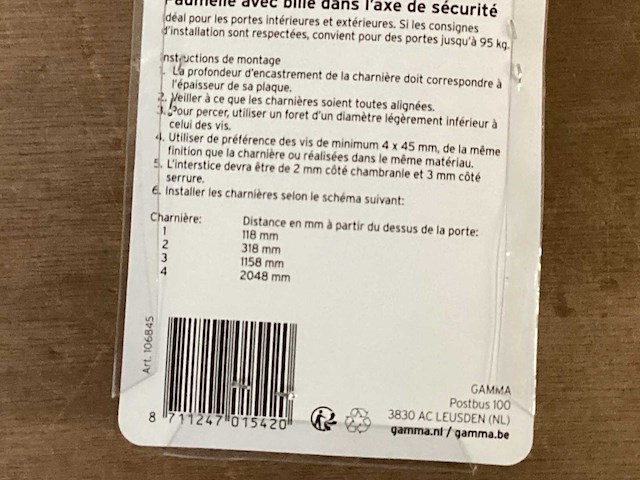 Paumelle avec bille dans l'axe de sécurité
Idéal pour les portes intérieures et extérieures. Si les consignes
d'installation sont respectées, convient pour des portes jusqu'à 95 kg.
Instructions de montage
1. La profondeur d'encastrement de la charnière doit correspondre à
l'épaisseur de sa plaque.
2. Veiller à ce que les charnières soient toutes alignées.
3. Pour percer, utiliser un foret d'un diamètre légèrement inférieur à
celui des vis.
4. Utiliser de préférence des vis de minimum 4 x 45 mm, de la même
finition que la charnière ou réalisées dans le même matériau.
5. L'interstice devra être de 2 mm côté chambranle et 3 mm côté
serrure.
6. Installer les charnières selon le schéma suivant:
Charnière: Distance en mm à partir du dessus de la porte:
1 118 mm
2 318 mm
3 1158 mm
4 2048 mm
Art. 106845
8 711247 015420
GAMMA
Postbus 100
3830 AC LEUSDEN (NL)
gamma.nl / gamma.be